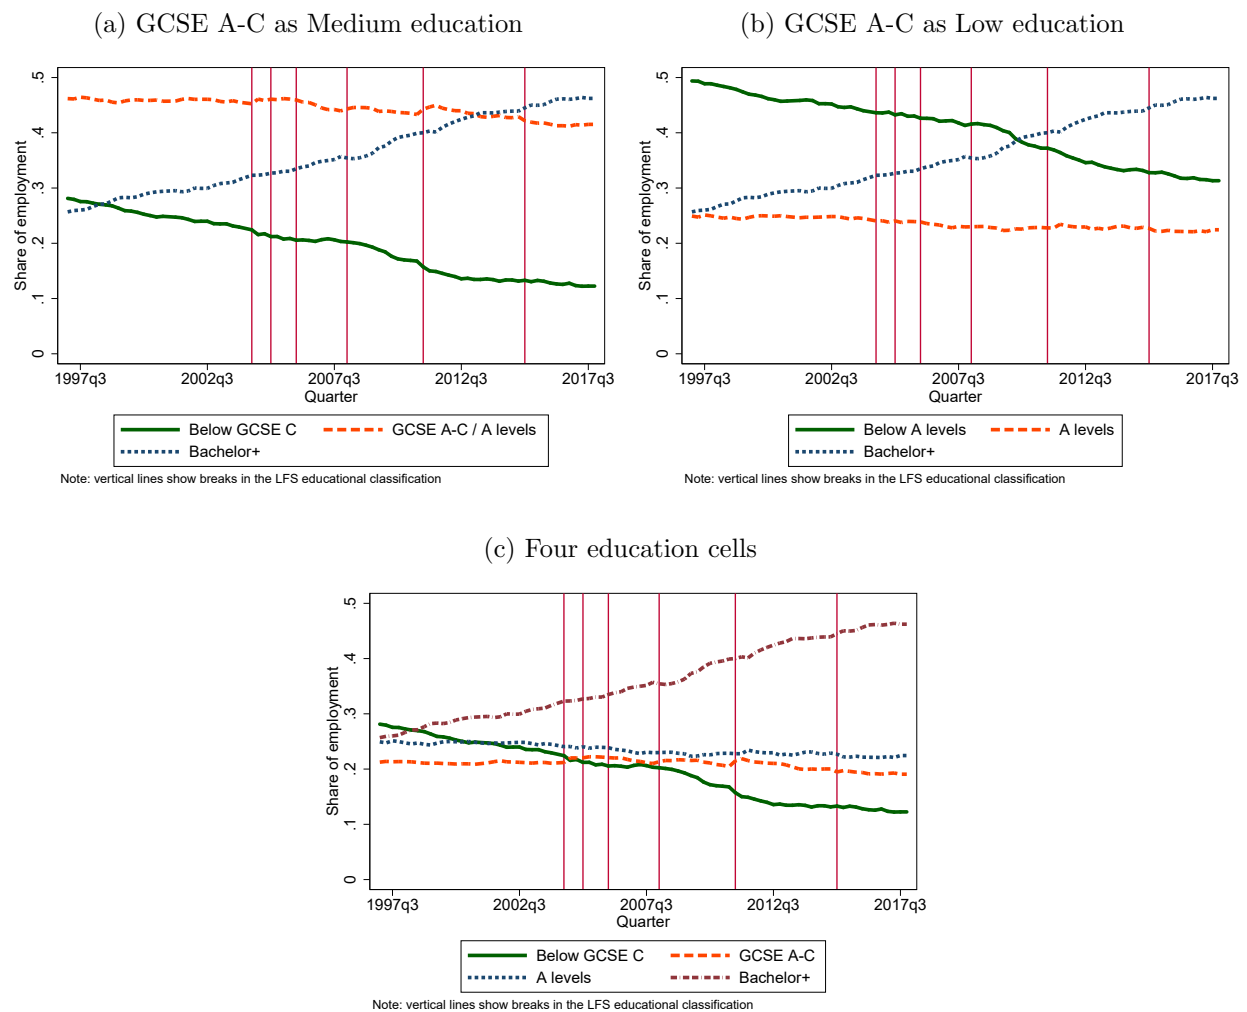 (a) GCSE A-C as Medium education
Share of employment
.5
.4
.3
.2
.1
0
1997q3 2002q3 2007q3 2012q3 2017q3
Quarter
Below GCSE C GCSE A-C / A levels
Bachelor+
Note: vertical lines show breaks in the LFS educational classification
(b) GCSE A-C as Low education
Share of employment
.5
.4
.3
.2
.1
0
1997q3 2002q3 2007q3 2012q3 2017q3
Quarter
Below A levels A levels
Bachelor+
Note: vertical lines show breaks in the LFS educational classification
(c) Four education cells
Share of employment
.5
.4
.3
.2
.1
0
1997q3 2002q3 2007q3 2012q3 2017q3
Quarter
Below GCSE C GCSE A-C
A levels Bachelor+
Note: vertical lines show breaks in the LFS educational classification